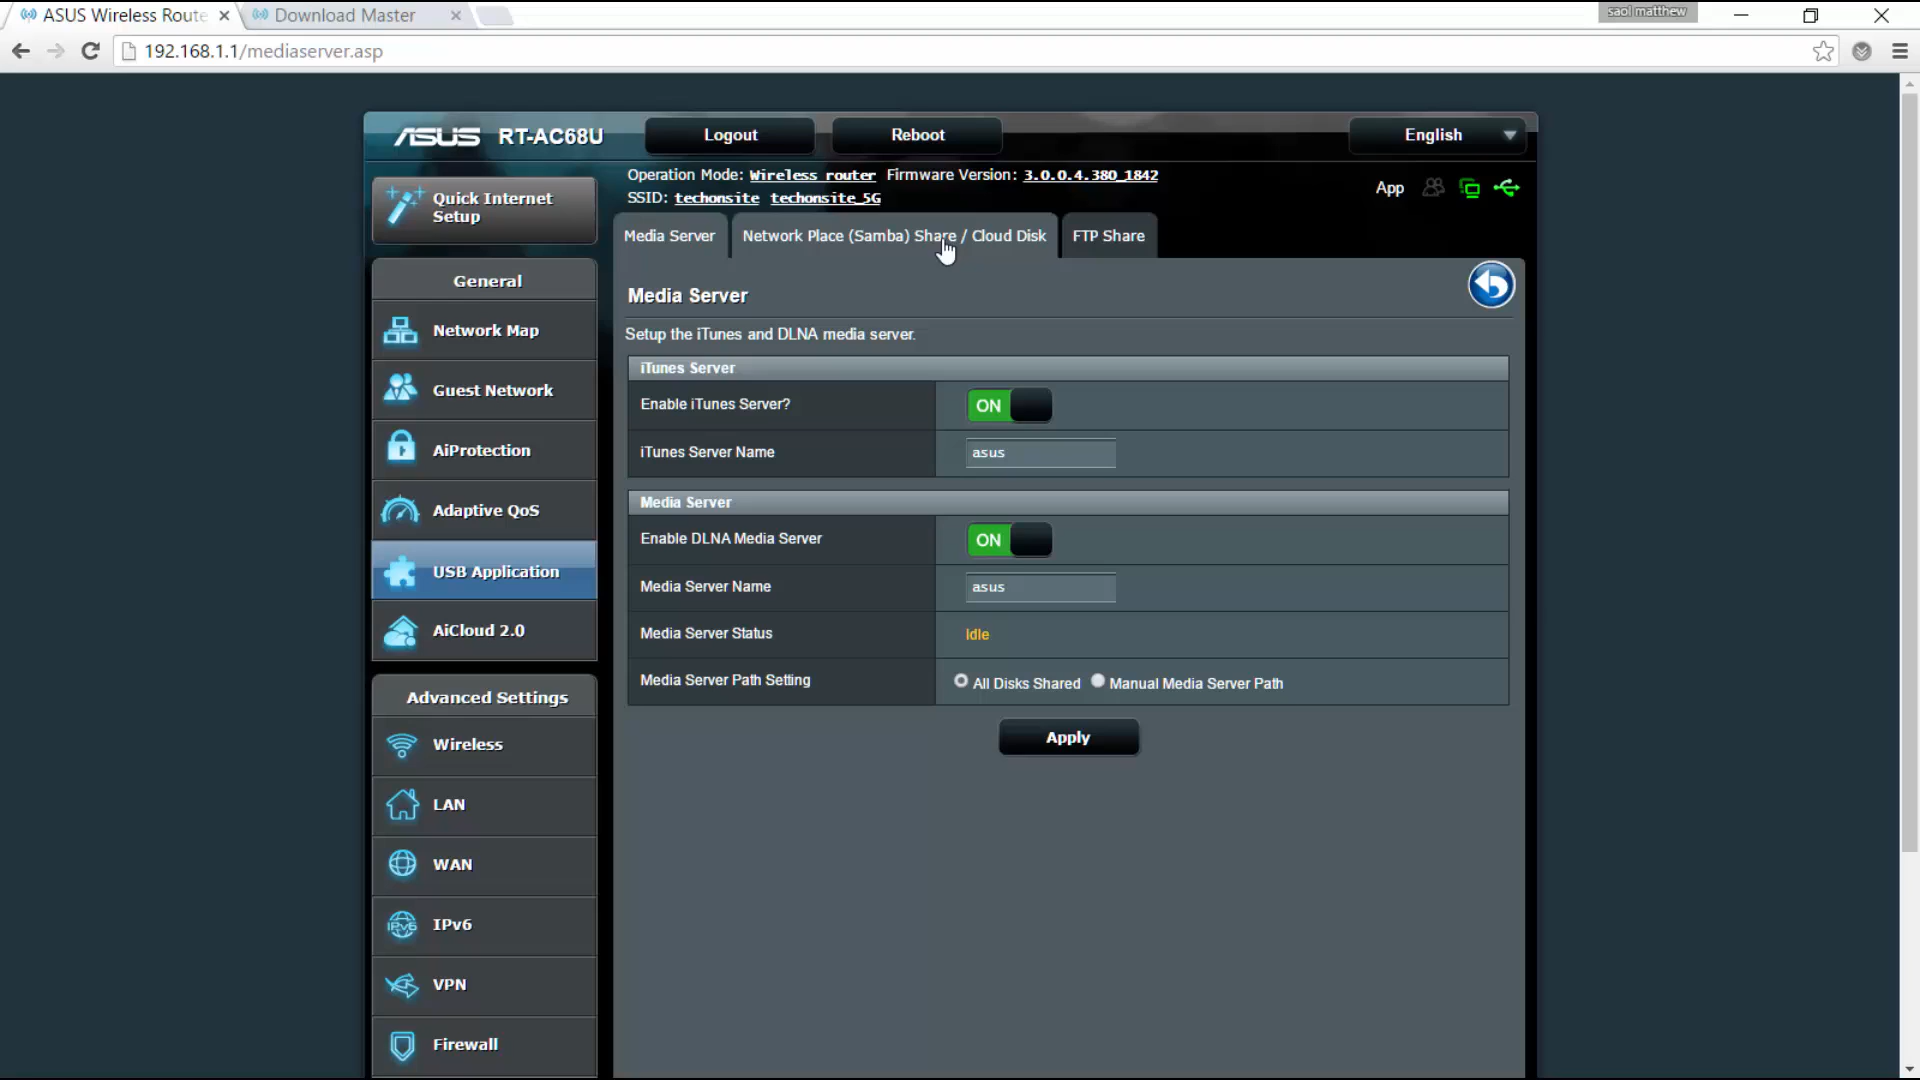 ASUS Wireless Route
Download Master
saol matthew
192.168.1.1/mediaserver.asp
ASUS RT-AC68U
Logout
Reboot
English
Quick Internet
Setup
Operation Mode: Wireless router Firmware Version: 3.0.0.4.380_1842
SSID: techonsite techonsite_5G
App
Media Server
Network Place (Samba) Share / Cloud Disk
FTP Share
General
Network Map
Guest Network
AiProtection
Adaptive QoS
USB Application
AiCloud 2.0
Advanced Settings
Wireless
LAN
WAN
IPv6
IPv6
VPN
Firewall
Media Server
Setup the iTunes and DLNA media server.
iTunes Server
Enable iTunes Server?
ON
iTunes Server Name
asus
Media Server
Enable DLNA Media Server
ON
Media Server Name
asus
Media Server Status
Idle
Media Server Path Setting
All Disks Shared
Manual Media Server Path
Apply